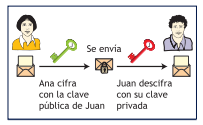 Se envía
Ana cifra
con la clave
pública de Juan
Juan descifra
con su clave
privada